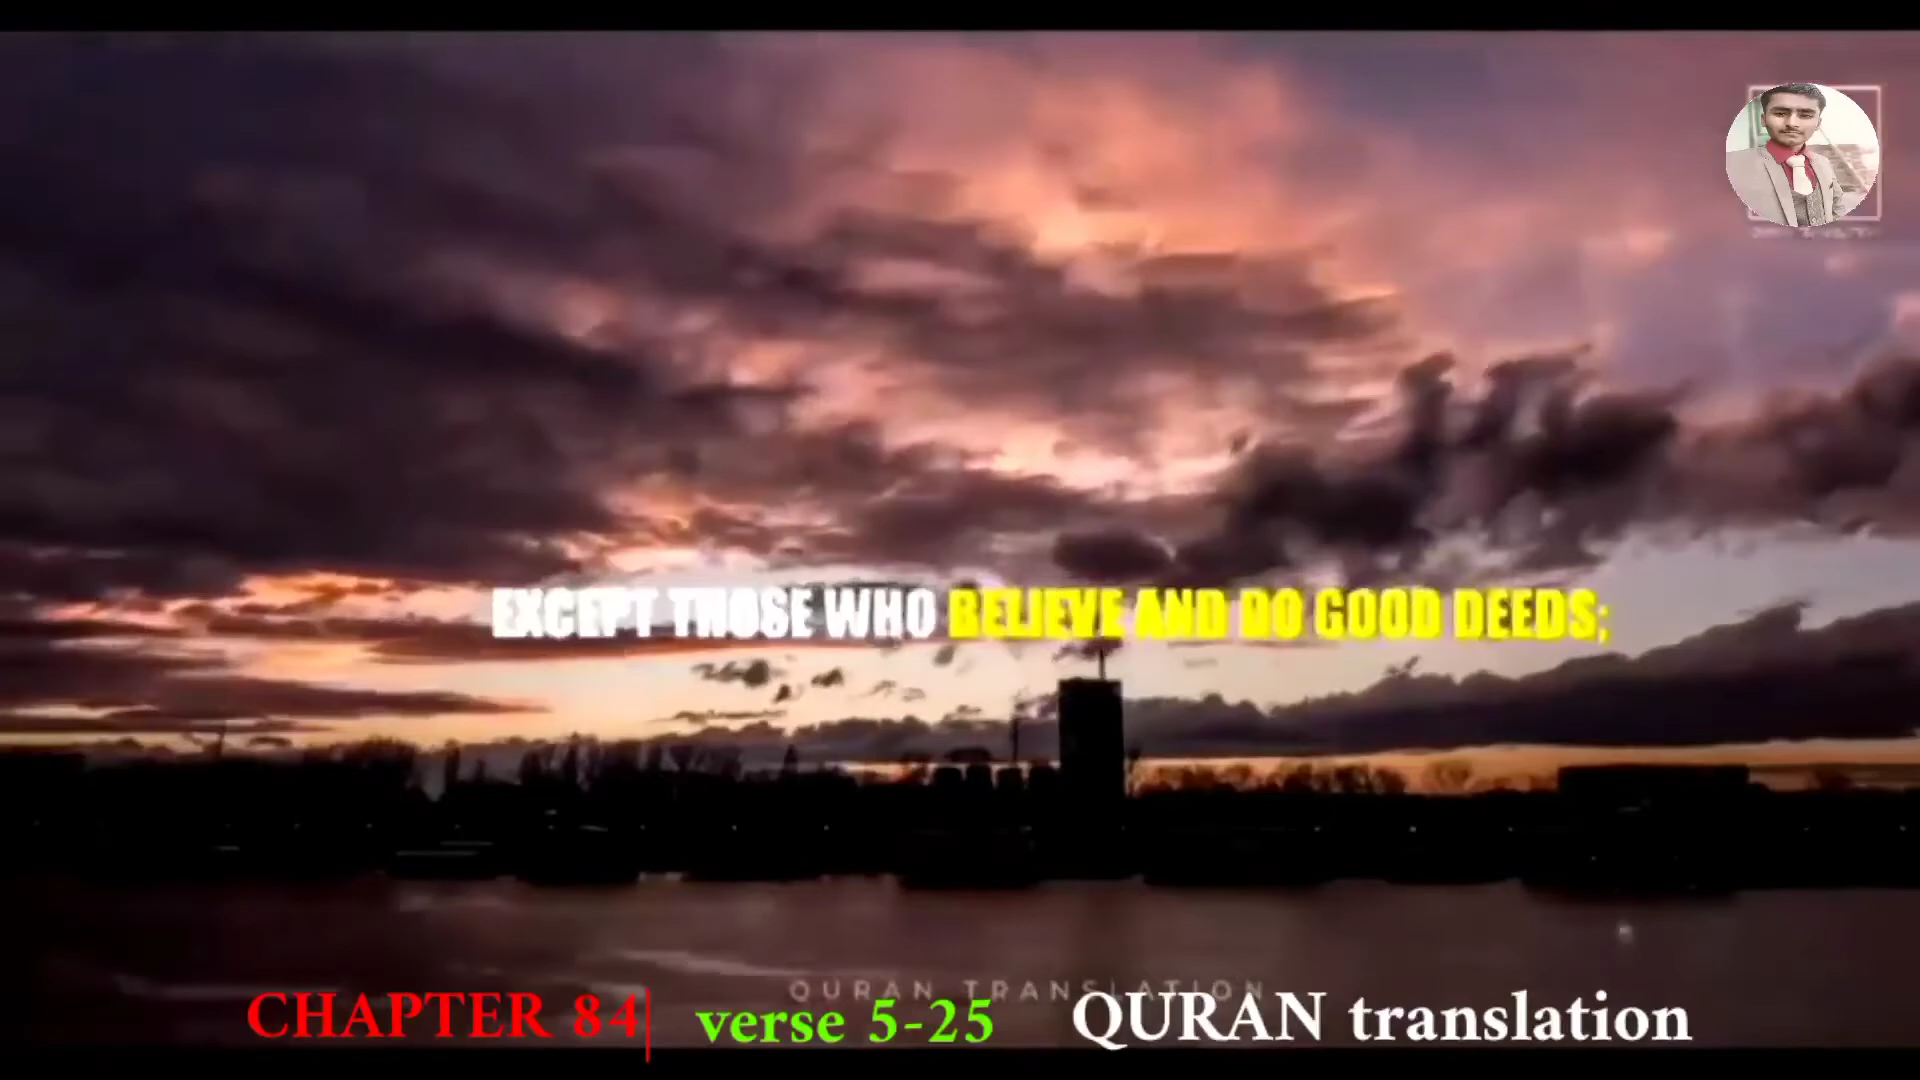 EXCEPT THOSE WHO BELIEVE AND DO GOOD DEEDS;
QURAN TRANSLATION
CHAPTER 84| verse 5-25 QURAN translation